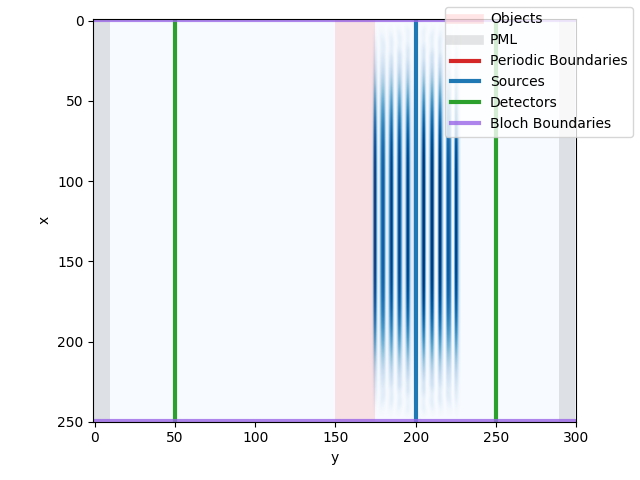 Objects
PML
Periodic Boundaries
Sources
Detectors
Bloch Boundaries
0
50
100
150
200
250
x
0 50 100 150 200 250 300
y